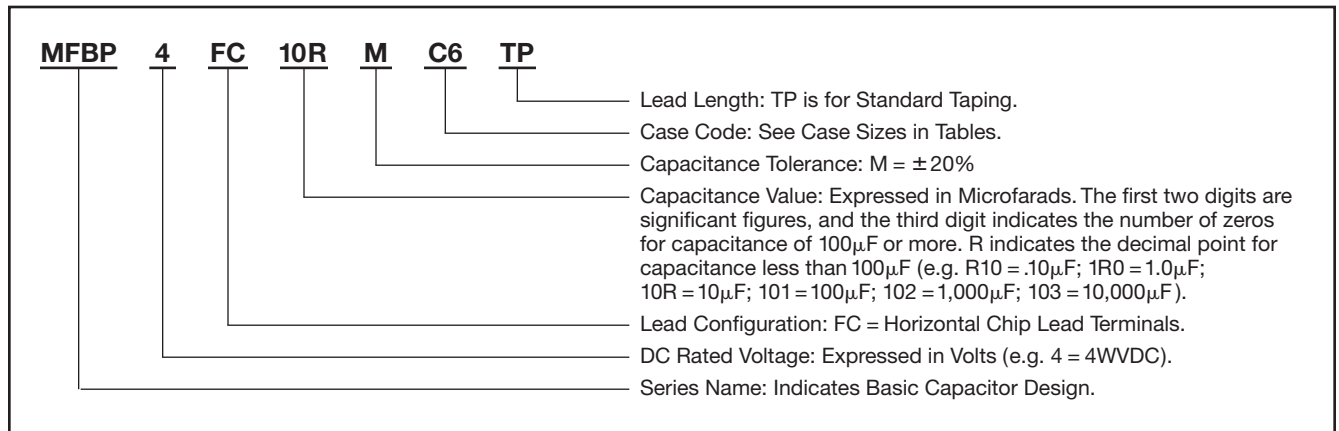 MFBP 4 FC 10R M C6 TP
Lead Length: TP is for Standard Taping.
Case Code: See Case Sizes in Tables.
Capacitance Tolerance: M = ±20%
Capacitance Value: Expressed in Microfarads. The first two digits are
significant figures, and the third digit indicates the number of zeros
for capacitance of 100μF or more. R indicates the decimal point for
capacitance less than 100μF (e.g. R10 = .10μF; 1R0 = 1.0μF;
10R = 10μF; 101 = 100μF; 102 = 1,000μF; 103 = 10,000μF).
Lead Configuration: FC = Horizontal Chip Lead Terminals.
DC Rated Voltage: Expressed in Volts (e.g. 4 = 4WVDC).
Series Name: Indicates Basic Capacitor Design.